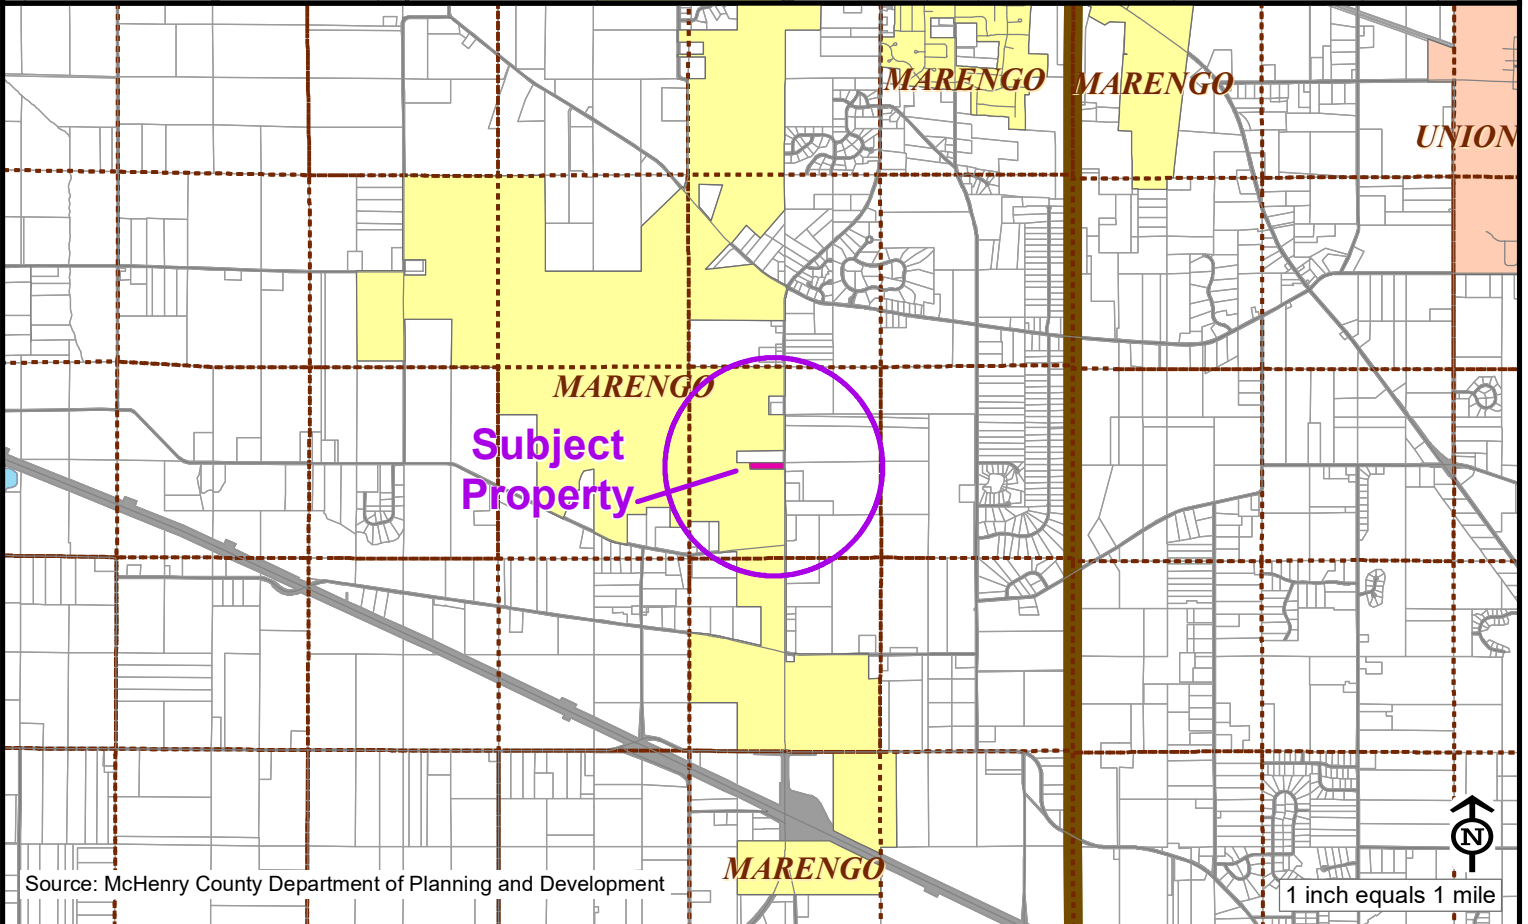 MARENGO
MARENGO
UNION
MARENGO
Subject
Property
MARENGO
N
Source: McHenry County Department of Planning and Development
1 inch equals 1 mile